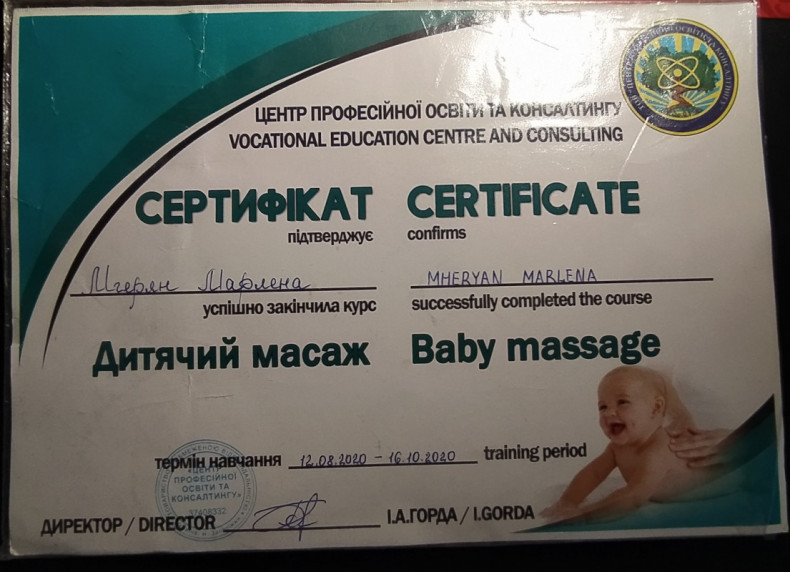 ЦЕНТР ПРОФЕСІЙНОЇ ОСВІТИ ТА КОНСАЛТИНГУ
VOCATIONAL EDUCATION CENTRE AND CONSULTING
СЕРТИФІКАТ CERTIFICATE
підтверджує confirms
Мгерян Марлена MHERYAN MARLENA
успішно закінчила курс successfully completed the course
Дитячий масаж Baby massage
термін навчання 12.08.2020 - 16.10.2020 training period
«ЦЕНТР
ПРОФЕСІЙНОЇ
ОСВІТИ ТА
КОНСАЛТИНГУ»
37408332
ДИРЕКТОР / DIRECTOR І.А.ГОРДА / I.GORDA